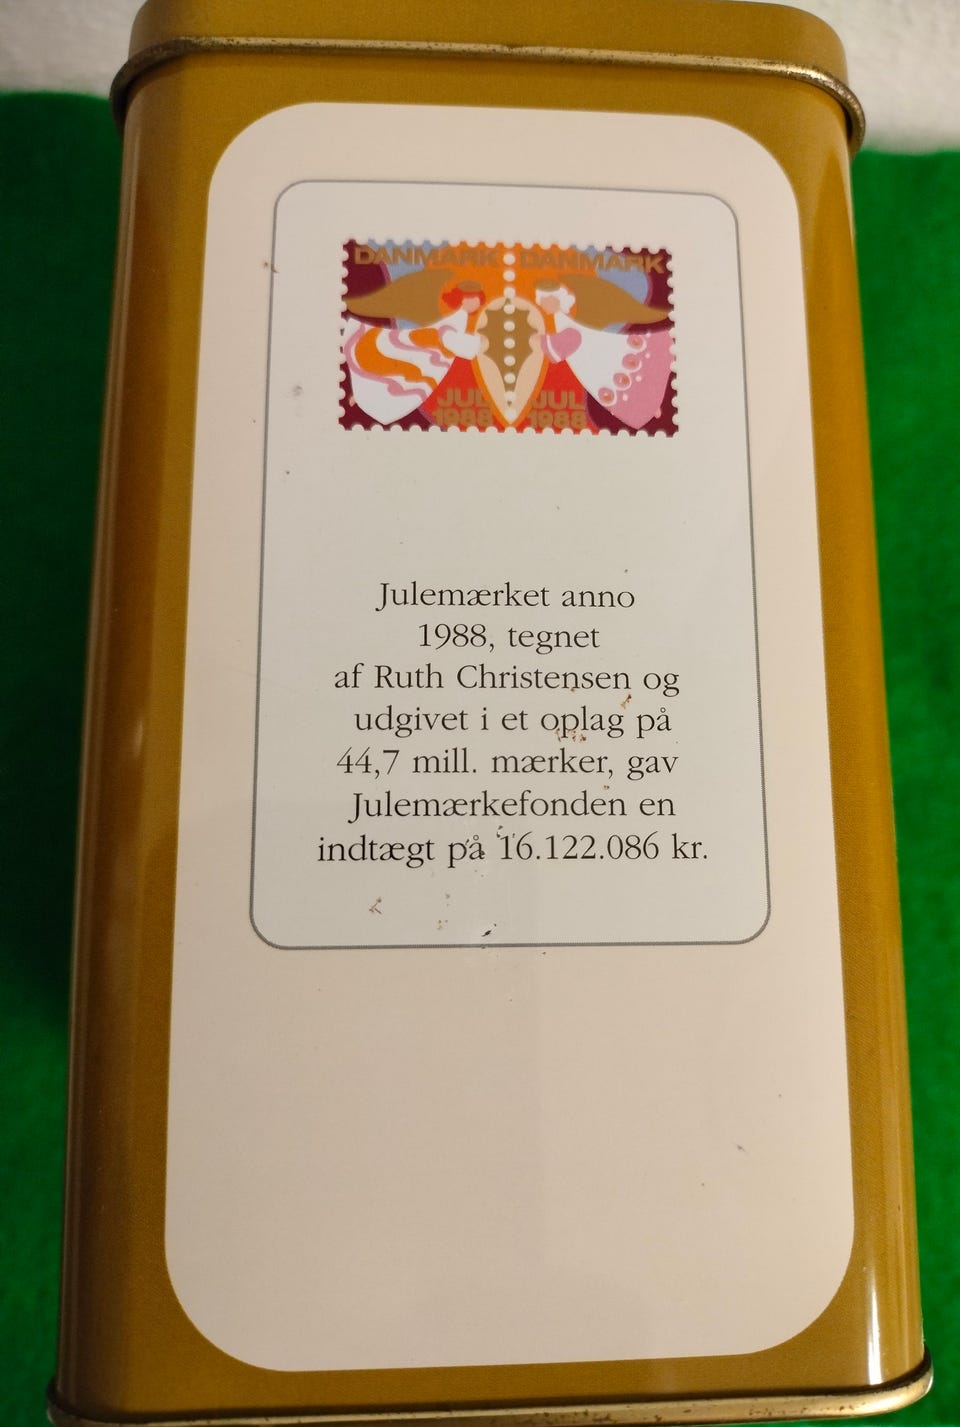 DANMARK DANMARK
JUL JUL
1988 1988
Julemærket anno
1988, tegnet
af Ruth Christensen og
udgivet i et oplag på
44,7 mill. mærker, gav
Julemærkefonden en
indtægt på 16.122.086 kr.